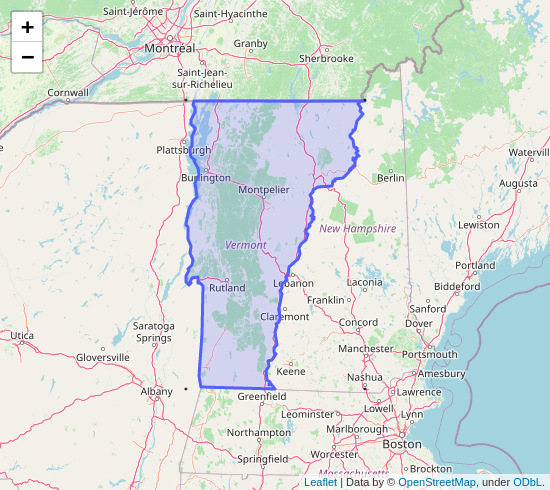 Saint-Jérôme
Saint-Hyacinthe
+
−
Montréal
Granby
Sherbrooke
Saint-Jean-
sur-Richelieu
Cornwall
Plattsburgh
Burlington
Montpelier
Berlin
Waterville
Augusta
Lewiston
New Hampshire
Vermont
Portland
Rutland
Lebanon
Laconia
Biddeford
Franklin
Sanford
Claremont
Concord
Dover
Saratoga
Springs
Utica
Gloversville
Manchester
Portsmouth
Keene
Nashua
Amesbury
Albany
Greenfield
Lawrence
Leominster
Lowell
Lynn
Northampton
Marlborough
Boston
Springfield
Worcester
Brockton
Massachusetts
Leaflet | Data by © OpenStreetMap, under ODbL.